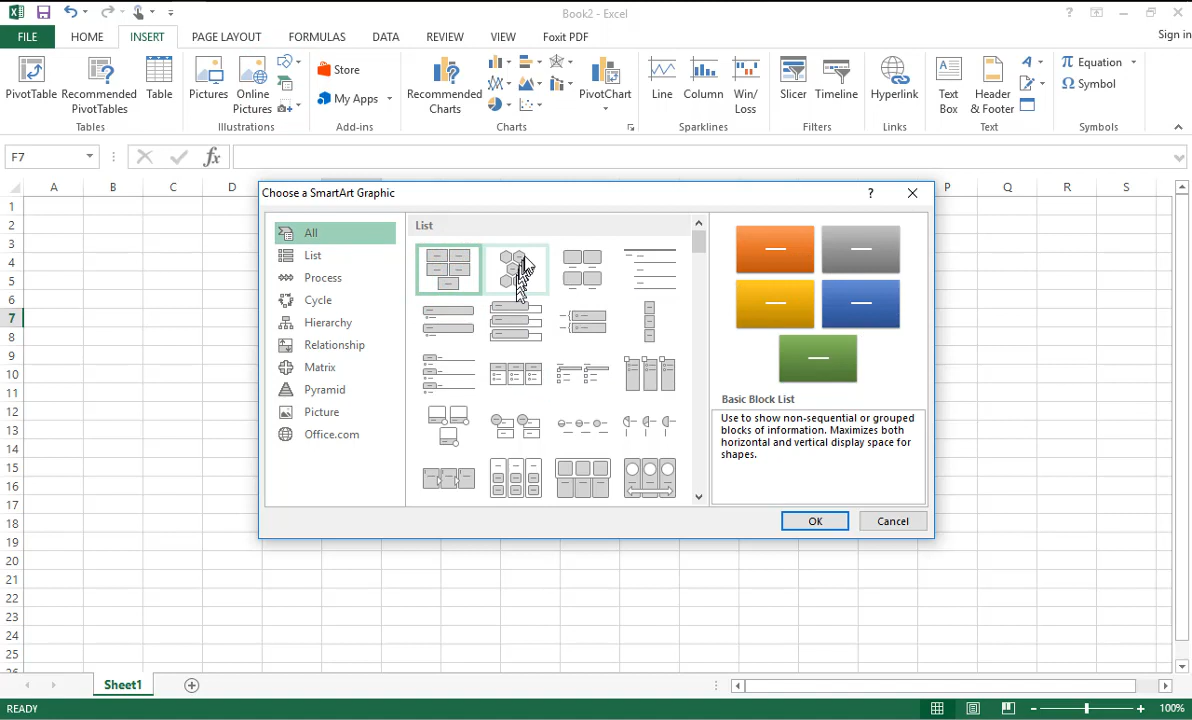 Book2 - Excel
Sign in
FILE HOME INSERT PAGE LAYOUT FORMULAS DATA REVIEW VIEW Foxit PDF
PivotTable
Recommended
PivotTables
Table
Tables
Pictures
Online
Pictures
Illustrations
Store
My Apps
Add-ins
Recommended
Charts
PivotChart
Charts
Line
Column
Win/
Loss
Sparklines
Slicer
Timeline
Filters
Hyperlink
Links
Text
Box
Header
& Footer
Text
Equation
Symbol
Symbols
F7
fx
A B C D P Q R S
1
2
3
4
5
6
7
8
9
10
11
12
13
14
15
16
17
18
19
20
21
22
23
24
25
Choose a SmartArt Graphic
All
List
Process
Cycle
Hierarchy
Relationship
Matrix
Pyramid
Picture
Office.com
List
Basic Block List
Use to show non-sequential or grouped
blocks of information. Maximizes both
horizontal and vertical display space for
shapes.
OK Cancel
Sheet1
READY
100%